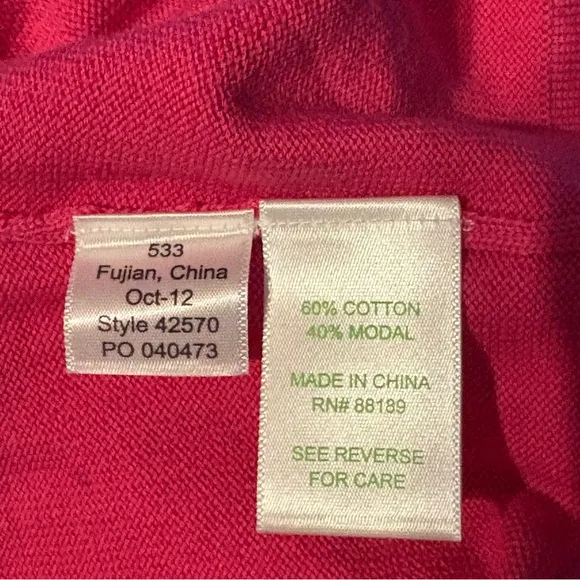 533
Fujian, China
Oct-12
Style 42570
PO 040473
60% COTTON
40% MODAL
MADE IN CHINA
RN# 88189
SEE REVERSE
FOR CARE